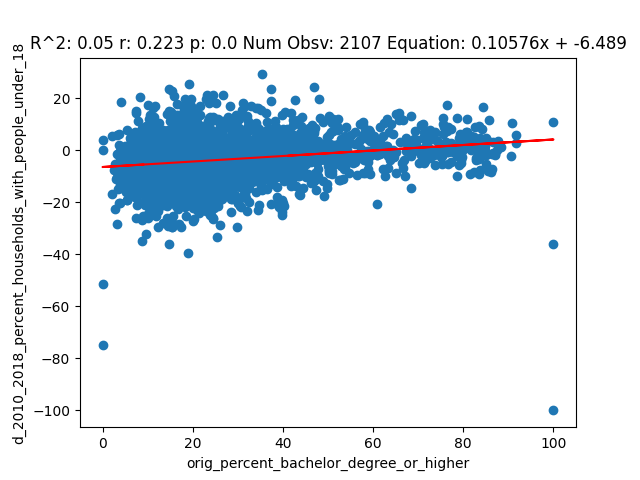 R^2: 0.05 r: 0.223 p: 0.0 Num Obsv: 2107 Equation: 0.10576x + -6.489
d_2010_2018_percent_households_with_people_under_18
20
0
−20
−40
−60
−80
−100
0 20 40 60 80 100
orig_percent_bachelor_degree_or_higher